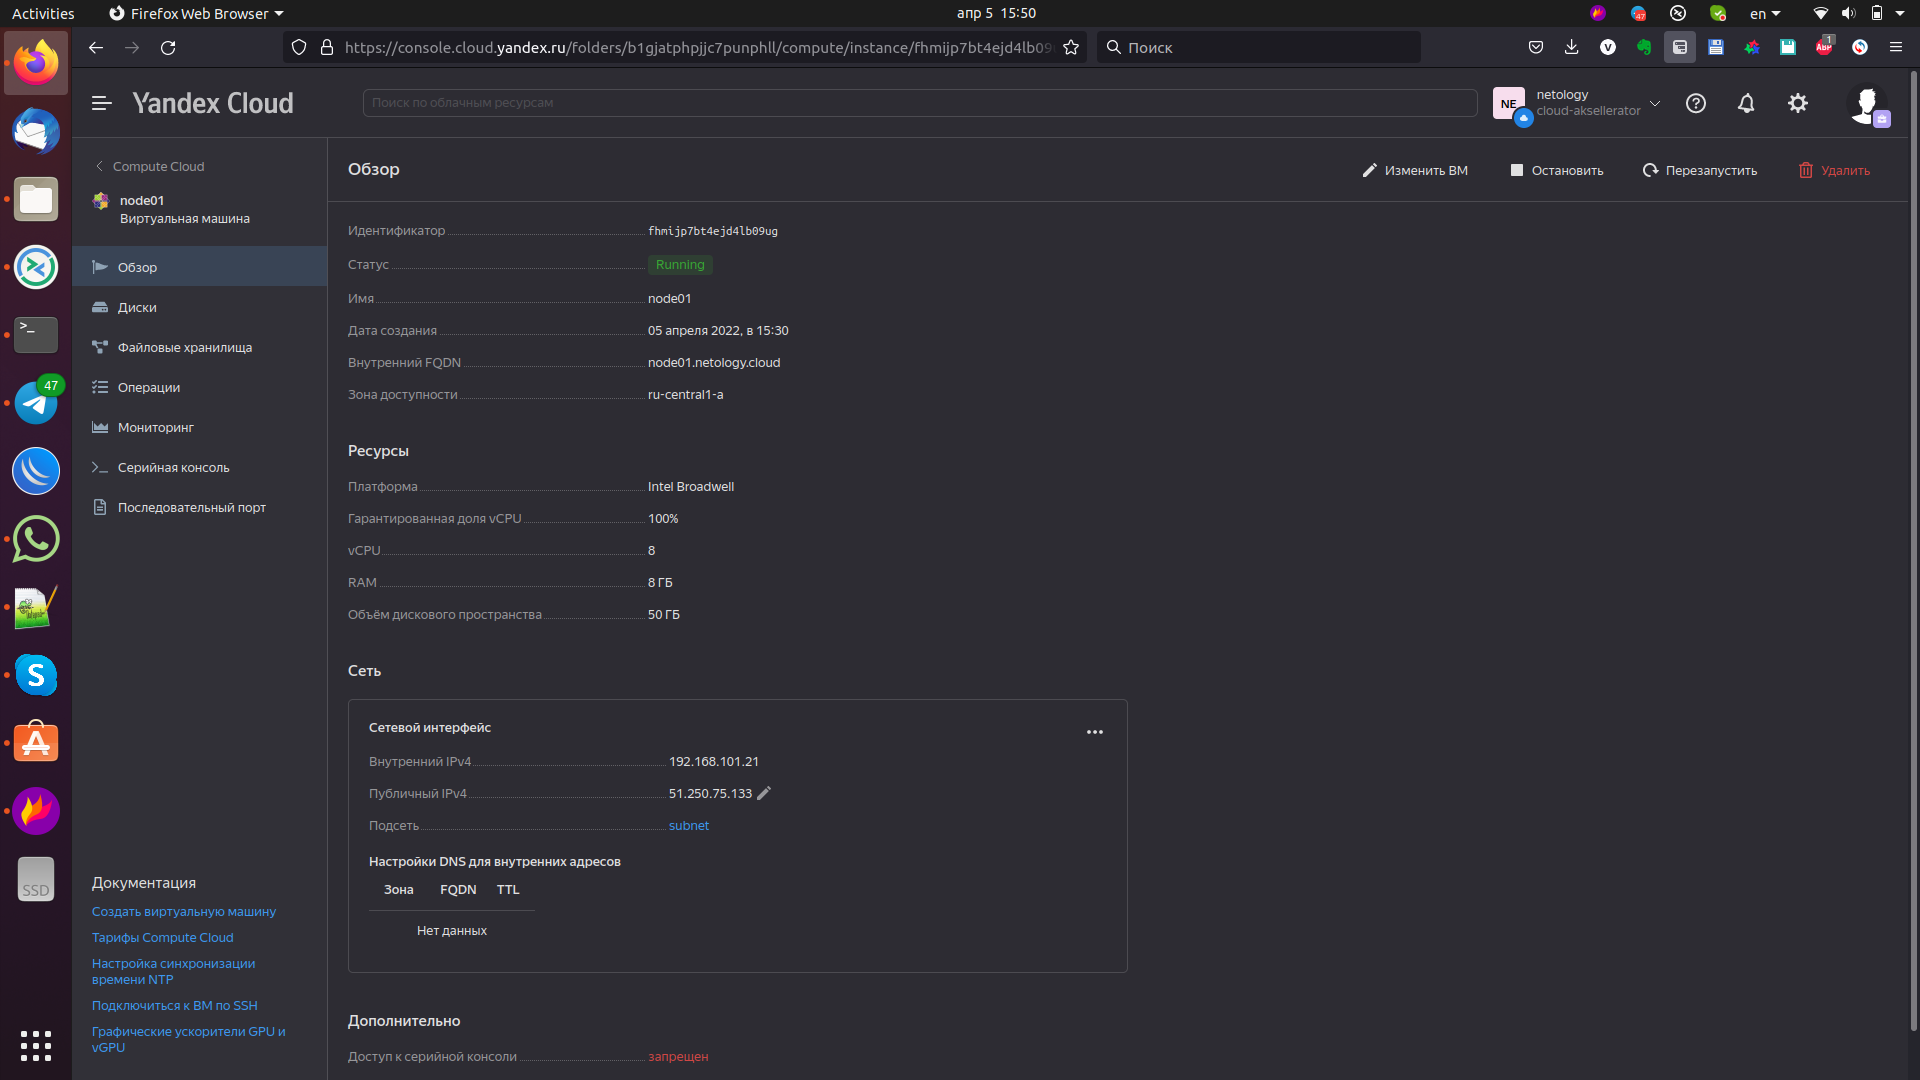 Activities
Firefox Web Browser
апр 5 15:50
47
en
https://console.cloud.yandex.ru/folders/b1gjatphpjjc7punphll/compute/instance/fhmijp7bt4ejd4lb09
Поиск
V
ABP
1
Yandex Cloud
Поиск по облачным ресурсам
NE
netology
cloud-aksellerator
Compute Cloud
node01
Виртуальная машина
Обзор
Диски
Файловые хранилища
Операции
Мониторинг
Серийная консоль
Последовательный порт
Документация
Создать виртуальную машину
Тарифы Compute Cloud
Настройка синхронизации
времени NTP
Подключиться к ВМ по SSH
Графические ускорители GPU и
vGPU
47
S
SSD
Обзор
Изменить ВМ
Остановить
Перезапустить
Удалить
Идентификатор fhmijp7bt4ejd4lb09ug
Статус Running
Имя node01
Дата создания 05 апреля 2022, в 15:30
Внутренний FQDN node01.netology.cloud
Зона доступности ru-central1-a
Ресурсы
Платформа Intel Broadwell
Гарантированная доля vCPU 100%
vCPU 8
RAM 8 ГБ
Объём дискового пространства 50 ГБ
Сеть
Сетевой интерфейс
Внутренний IPv4 192.168.101.21
Публичный IPv4 51.250.75.133
Подсеть subnet
Настройки DNS для внутренних адресов
Зона FQDN TTL
Нет данных
Дополнительно
Доступ к серийной консоли запрещен